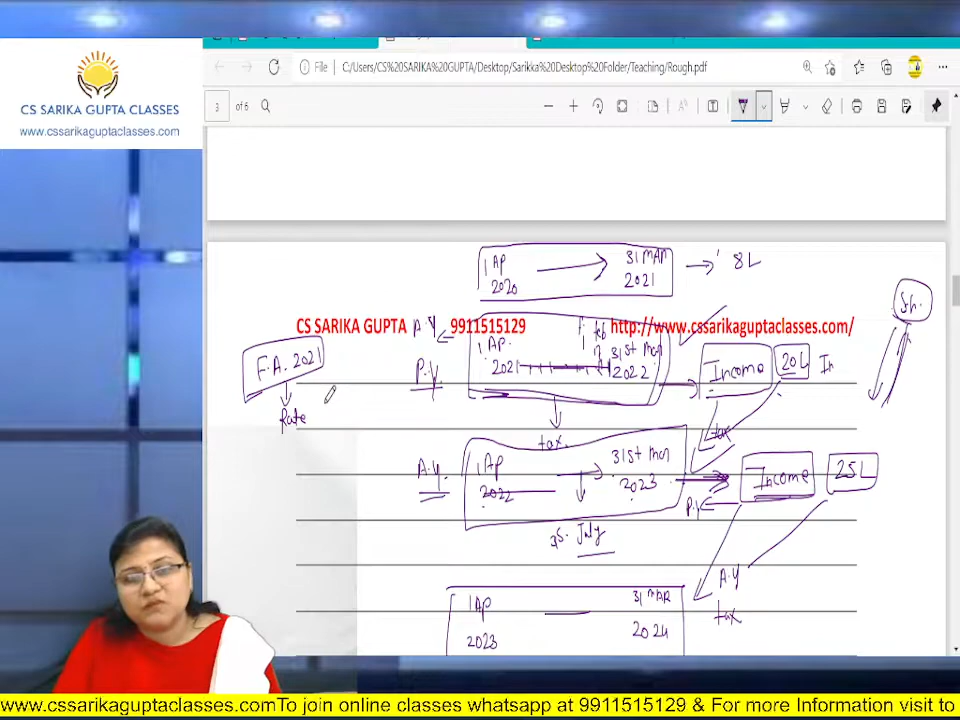 CS SARIKA GUPTA CLASSES
www.cssarikaguptaclasses.com
File
C:/Users/CS%20SARIKA%20GUPTA/Desktop/Sarikka%20Desktop%20Folder/Teaching/Rough.pdf
3 of 6
1 AP 2020
31 MAR 2021
8L
CS SARIKA GUPTA
9911515129
http://www.cssarikaguptaclasses.com/
A.Y
Sh.
F.A. 2021
Rate
P.Y
1 AP. 2021
31st Mar 2022
Income
20L
In
tax.
tax
A.Y.
1 AP 2022
31st Mar 2023
Income
25L
P.Y
31st July
A.Y
tax
1 AP 2023
31 MAR 2024
www.cssarikaguptaclasses.comTo join online classes whatsapp at 9911515129 & For more Information visit to